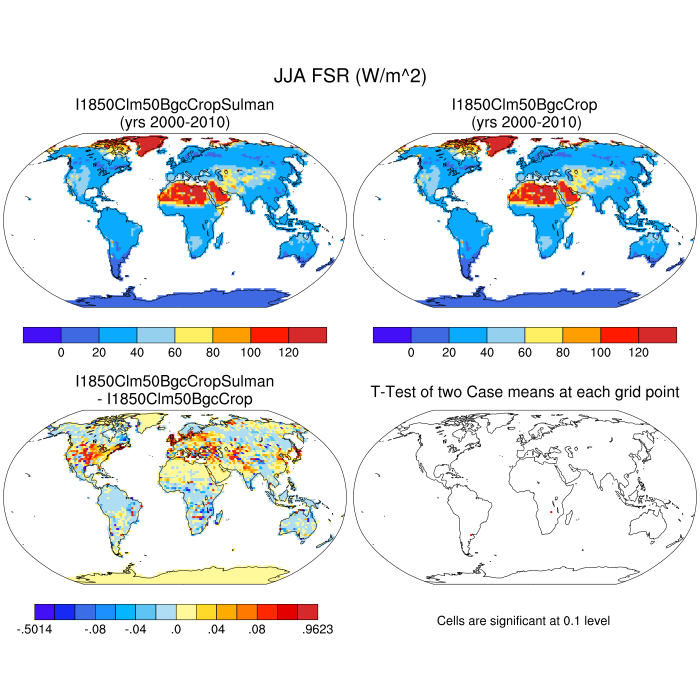 JJA FSR (W/m^2)
I1850Clm50BgcCropSulman
(yrs 2000-2010)
I1850Clm50BgcCrop
(yrs 2000-2010)
0 20 40 60 80 100 120
0 20 40 60 80 100 120
I1850Clm50BgcCropSulman
- I1850Clm50BgcCrop
T-Test of two Case means at each grid point
-.5014 -.08 -.04 .0 .04 .08 .9623
Cells are significant at 0.1 level